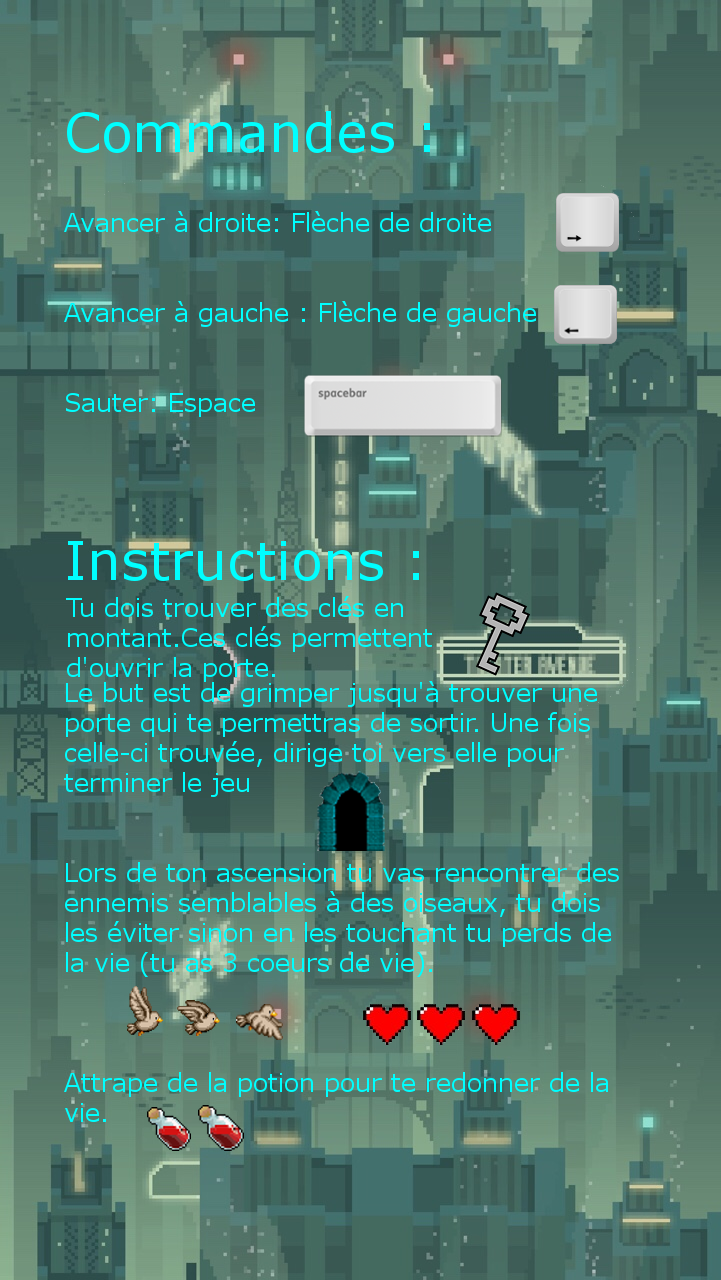 Commandes :
Avancer à droite: Flèche de droite
Avancer à gauche : Flèche de gauche
Sauter: Espace
spacebar
Instructions :
Tu dois trouver des clés en
montant.Ces clés permettent
d'ouvrir la porte.
Le but est de grimper jusqu'à trouver une
porte qui te permettras de sortir. Une fois
celle-ci trouvée, dirige toi vers elle pour
terminer le jeu
Lors de ton ascension tu vas rencontrer des
ennemis semblables à des oiseaux, tu dois
les éviter sinon en les touchant tu perds de
la vie (tu as 3 coeurs de vie).
Attrape de la potion pour te redonner de la
vie.